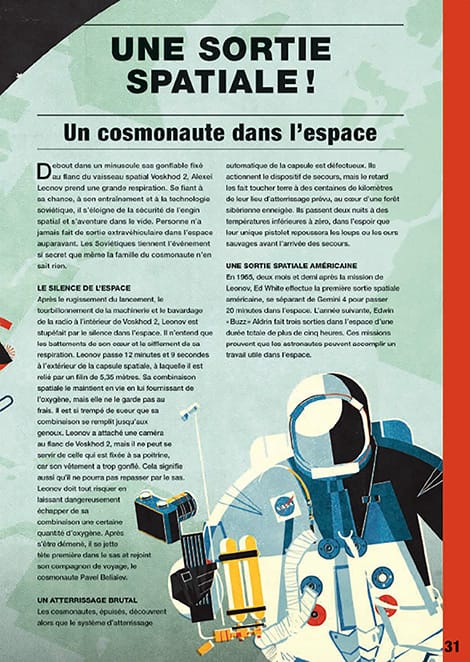 UNE SORTIE
SPATIALE !
Un cosmonaute dans l'espace
Debout dans un minuscule sas gonflable fixé
au flanc du vaisseau spatial Voskhod 2, Alexeï
Leonov prend une grande respiration. Se fiant à
sa chance, à son entraînement et à la technologie
soviétique, il s'éloigne de la sécurité de l'engin
spatial et s'aventure dans le vide. Personne n'a
jamais fait de sortie extravéhiculaire dans l'espace
auparavant. Les Soviétiques tiennent l'événement
si secret que même la famille du cosmonaute n'en
sait rien.
LE SILENCE DE L'ESPACE
Après le rugissement du lancement, le
tourbillonnement de la machinerie et le bavardage
de la radio à l'intérieur de Voskhod 2, Leonov est
stupéfait par le silence dans l'espace. Il n'entend que
les battements de son cœur et le sifflement de sa
respiration. Leonov passe 12 minutes et 9 secondes
à l'extérieur de la capsule spatiale, à laquelle il est
relié par un filin de 5,35 mètres. Sa combinaison
spatiale le maintient en vie en lui fournissant de
l'oxygène, mais elle ne le garde pas au
frais. Il est si trempé de sueur que sa
combinaison se remplit jusqu'aux
genoux. Leonov a attaché une caméra
au flanc de Voskhod 2, mais il ne peut se
servir de celle qui est fixée à sa poitrine,
car son vêtement a trop gonflé. Cela signifie
aussi qu'il ne pourra pas repasser par le sas.
Leonov doit tout risquer en
laissant dangereusement
échapper de sa
combinaison une certaine
quantité d'oxygène. Après
s'être démené, il se jette
tête première dans le sas et rejoint
son compagnon de voyage, le
cosmonaute Pavel Beliaïev.
UN ATTERRISSAGE BRUTAL
Les cosmonautes, épuisés, découvrent
alors que le système d'atterrissage
automatique de la capsule est défectueux. Ils
actionnent le dispositif de secours, mais le retard
les fait toucher terre à des centaines de kilomètres
de leur lieu d'atterrissage prévu, au cœur d'une forêt
sibérienne enneigée. Ils passent deux nuits à des
températures inférieures à zéro, dans l'espoir que
leur unique pistolet repoussera les loups ou les ours
sauvages avant l'arrivée des secours.
UNE SORTIE SPATIALE AMÉRICAINE
En 1965, deux mois et demi après la mission de
Leonov, Ed White effectue la première sortie spatiale
américaine, se séparant de Gemini 4 pour passer
20 minutes dans l'espace. L'année suivante, Edwin
« Buzz » Aldrin fait trois sorties dans l'espace d'une
durée totale de plus de cinq heures. Ces missions
prouvent que les astronautes peuvent accomplir un
travail utile dans l'espace.
NASA
31